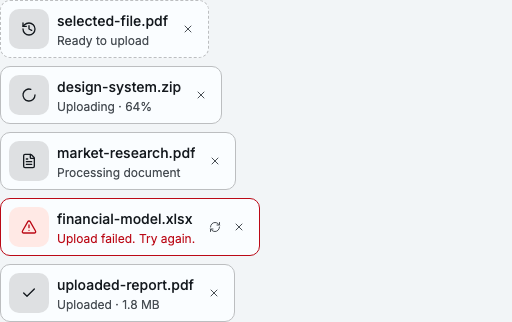 selected-file.pdf
Ready to upload
design-system.zip
Uploading · 64%
market-research.pdf
Processing document
financial-model.xlsx
Upload failed. Try again.
uploaded-report.pdf
Uploaded · 1.8 MB